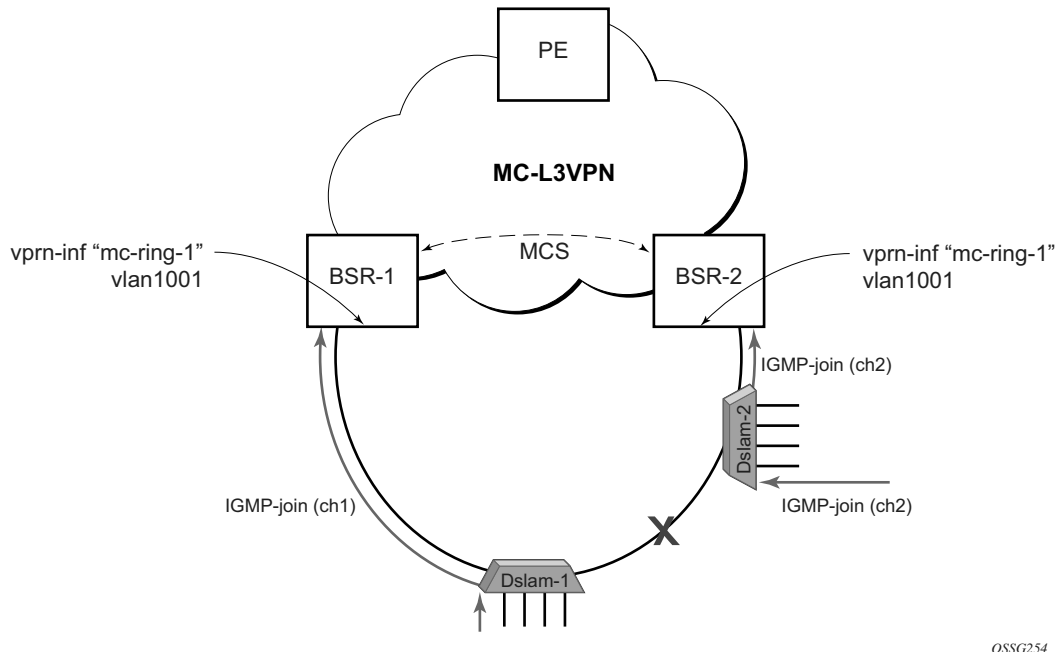 PE
MC-L3VPN
vprn-inf “mc-ring-1”
vlan1001
BSR-1
MCS
BSR-2
vprn-inf “mc-ring-1”
vlan1001
IGMP-join (ch2)
Dslam-2
IGMP-join (ch2)
IGMP-join (ch1)
X
Dslam-1
OSSG254